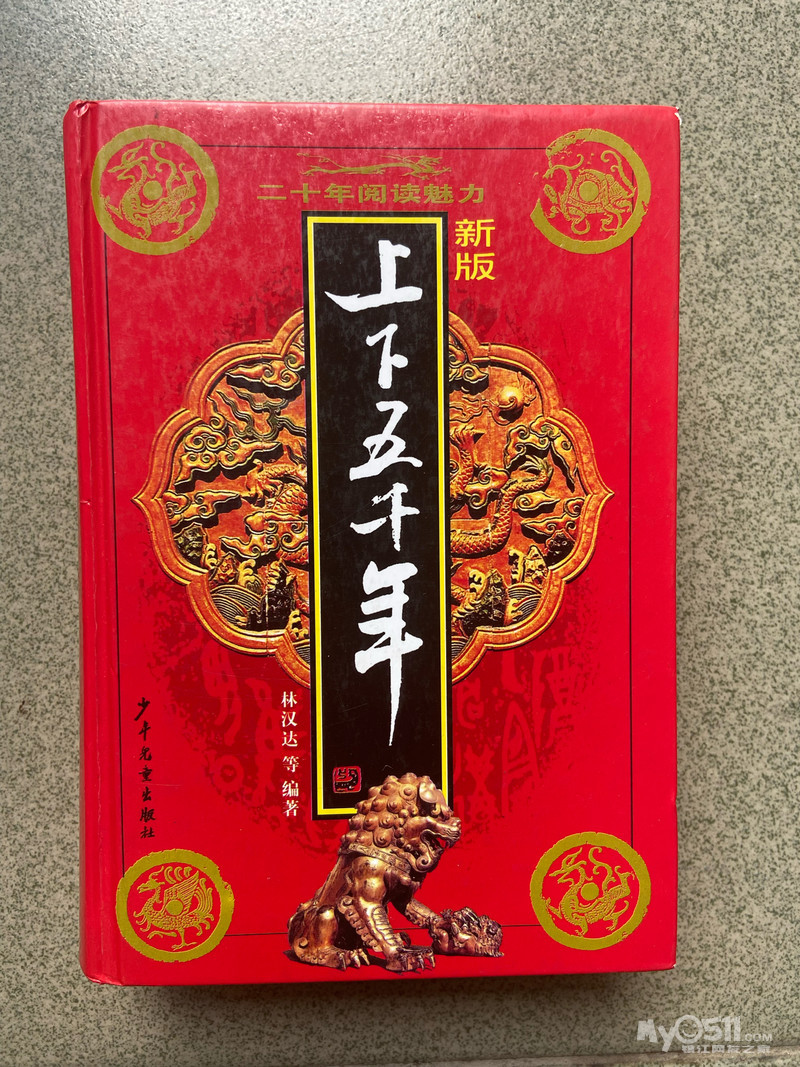 二十年阅读魅力
新版
上下五千年
林汉达 等 编著
少年儿童出版社
MyO511.COM
镇江网友之家